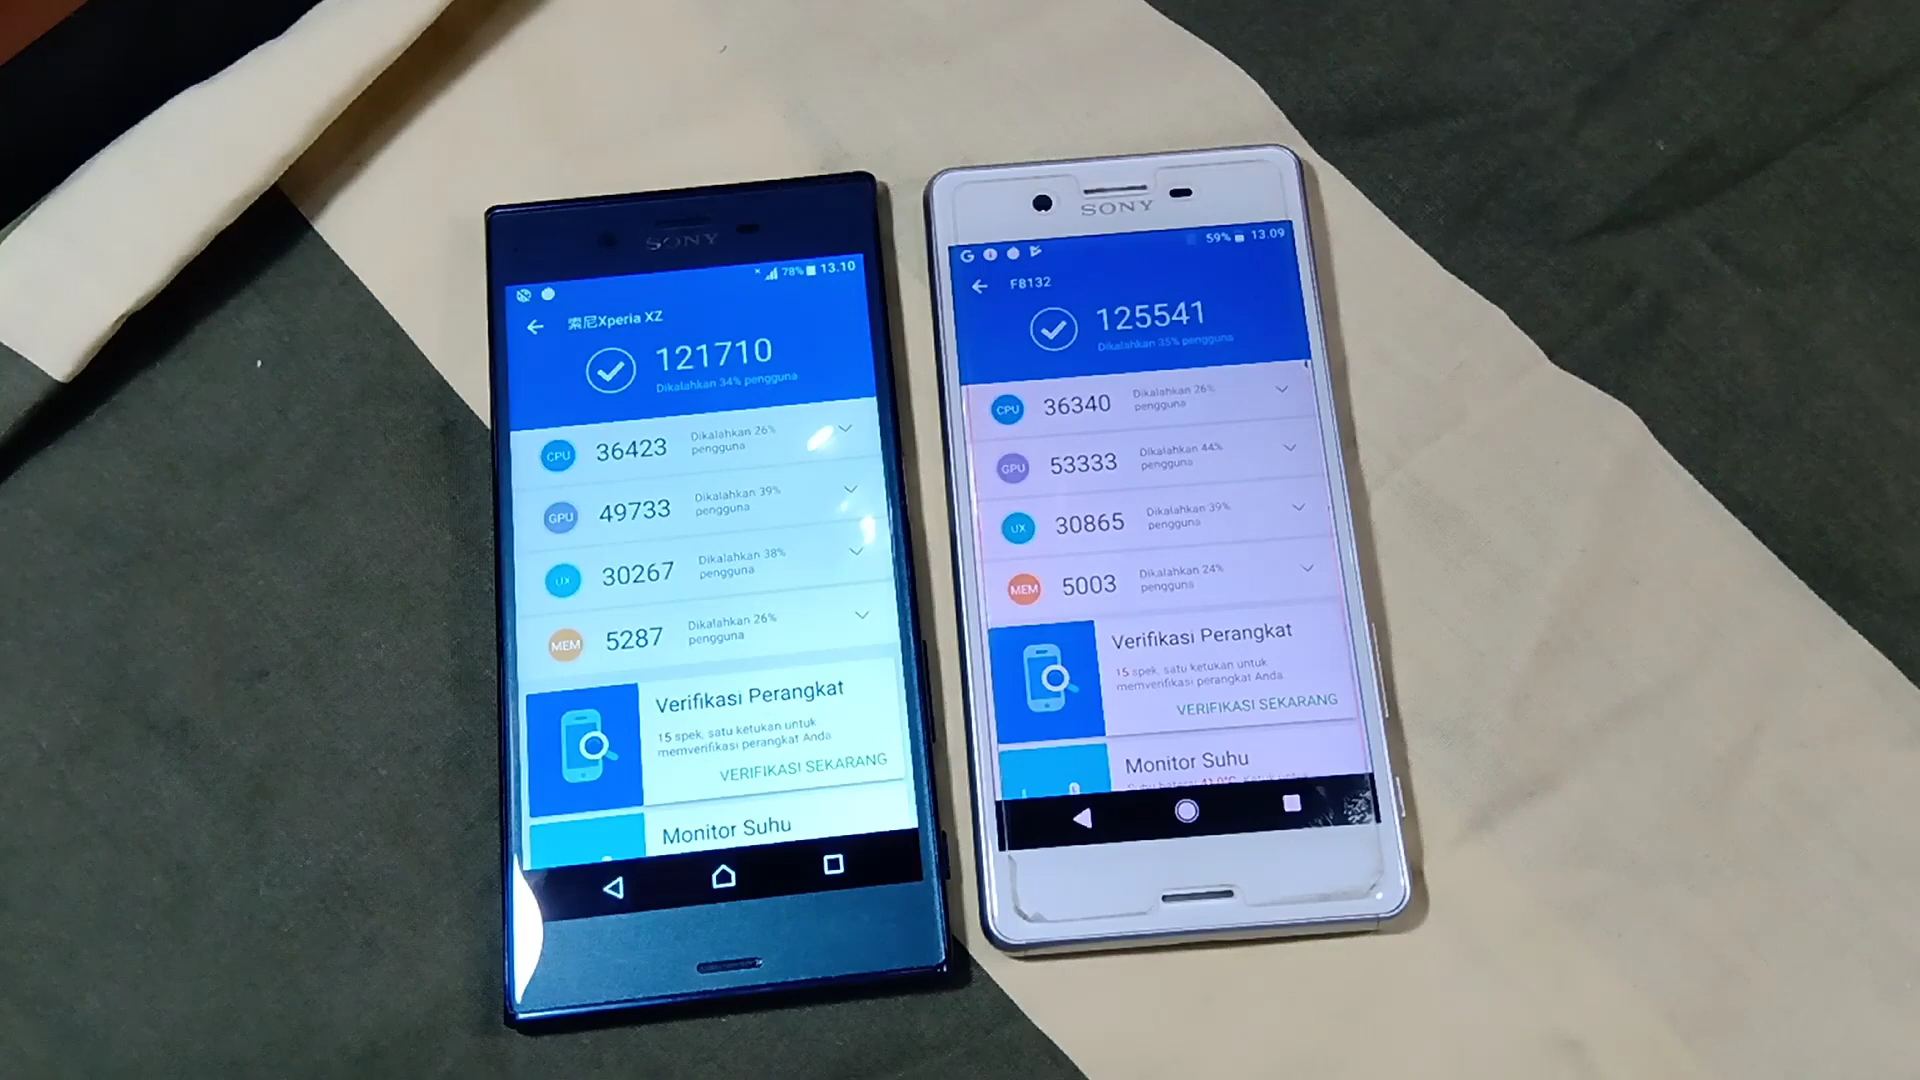 SONY
78% 13.10
索尼Xperia XZ
121710
Dikalahkan 34% pengguna
CPU 36423 Dikalahkan 26%
pengguna
GPU 49733 Dikalahkan 39%
pengguna
UX 30267 Dikalahkan 38%
pengguna
MEM 5287 Dikalahkan 26%
pengguna
Verifikasi Perangkat
15 spek, satu ketukan untuk
memverifikasi perangkat Anda
VERIFIKASI SEKARANG
Monitor Suhu
SONY
G 59% 13.09
F8132
125541
Dikalahkan 35% pengguna
CPU 36340 Dikalahkan 26%
pengguna
GPU 53333 Dikalahkan 44%
pengguna
UX 30865 Dikalahkan 39%
pengguna
MEM 5003 Dikalahkan 24%
pengguna
Verifikasi Perangkat
15 spek, satu ketukan untuk
memverifikasi perangkat Anda
VERIFIKASI SEKARANG
Monitor Suhu